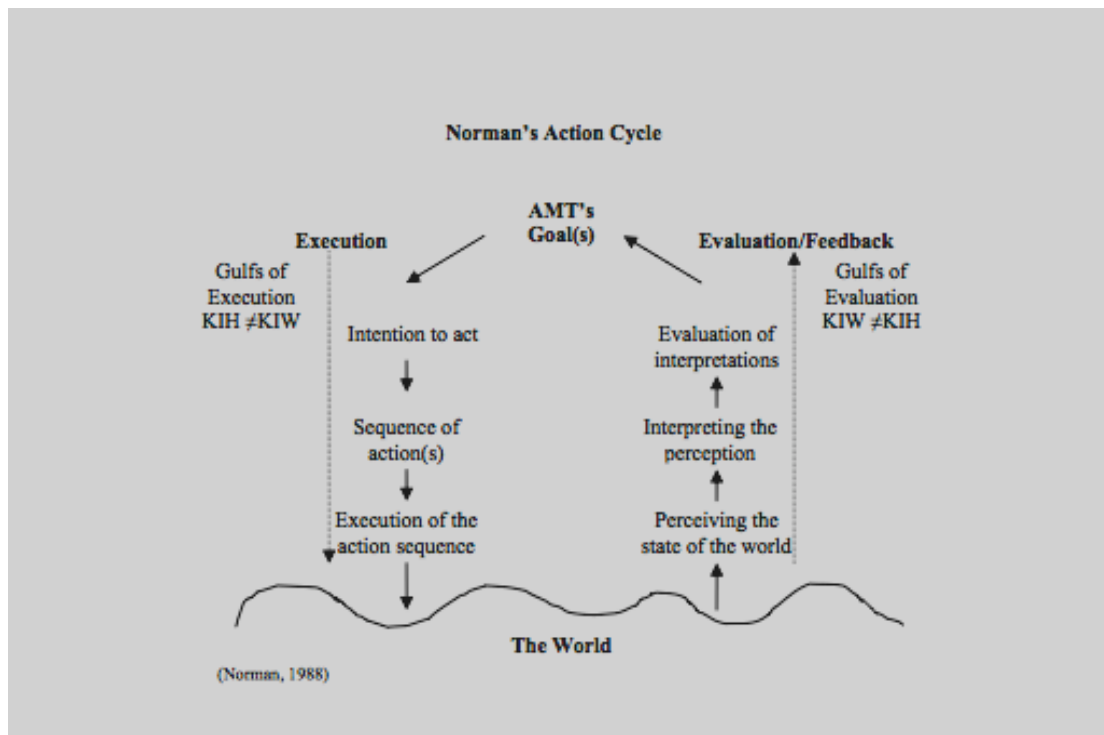 Norman's Action Cycle
AMT's
Goal(s)
Execution
Gulfs of
Execution
KIH ≠KIW
Intention to act
Sequence of
action(s)
Execution of the
action sequence
Evaluation/Feedback
Gulfs of
Evaluation
KIW ≠KIH
Evaluation of
interpretations
Interpreting the
perception
Perceiving the
state of the world
The World
(Norman, 1988)